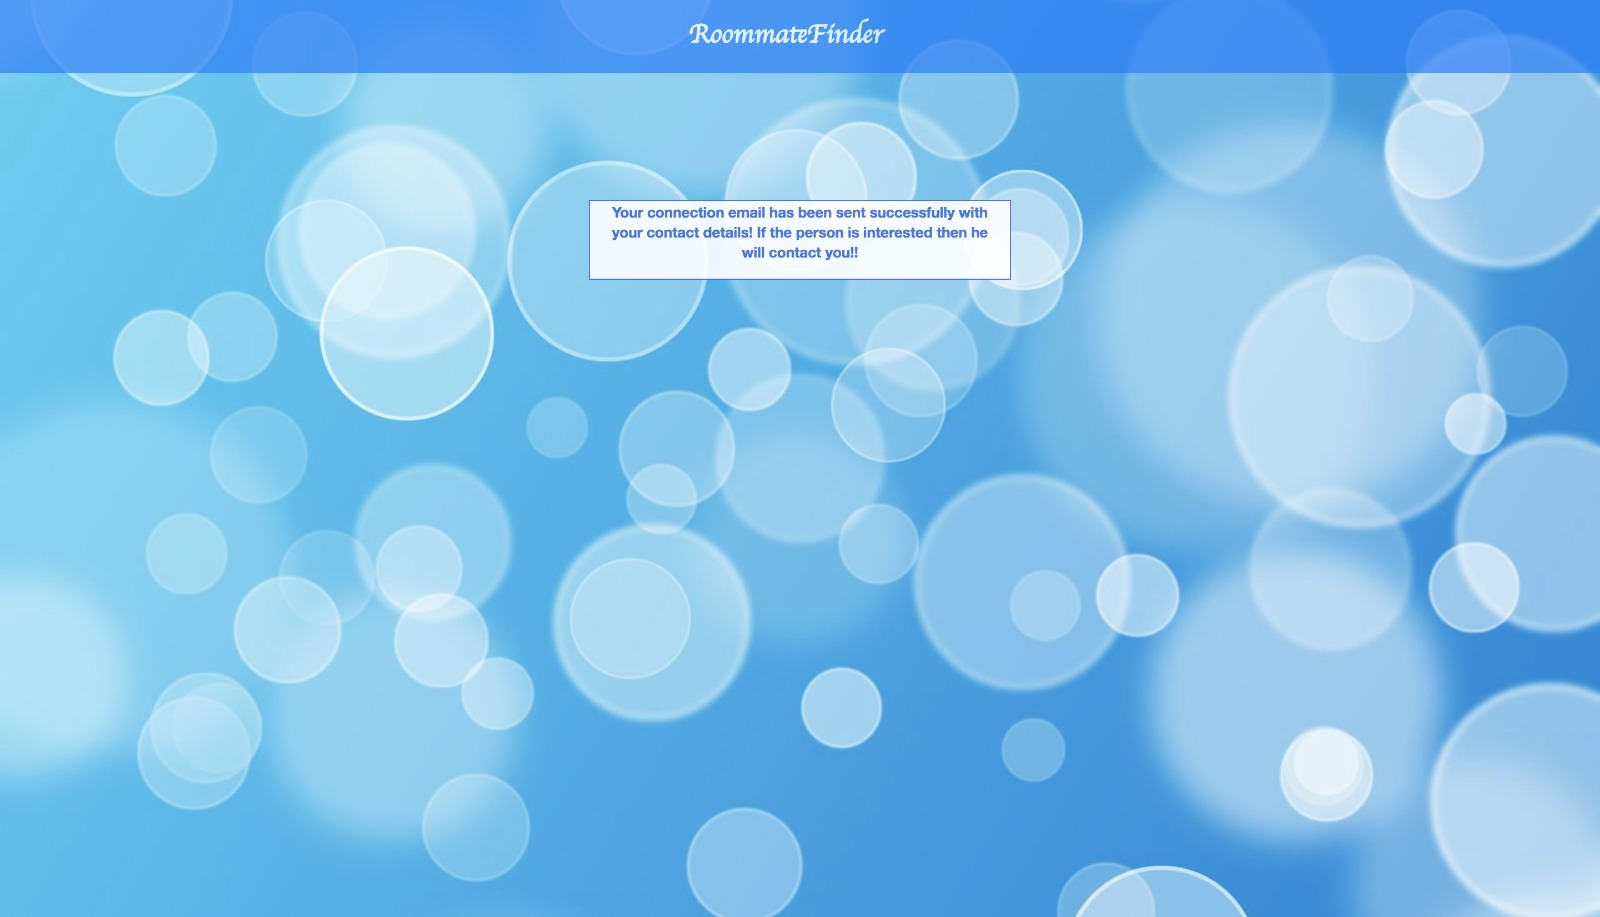 RoommateFinder
Your connection email has been sent successfully with
your contact details! If the person is interested then he
will contact you!!